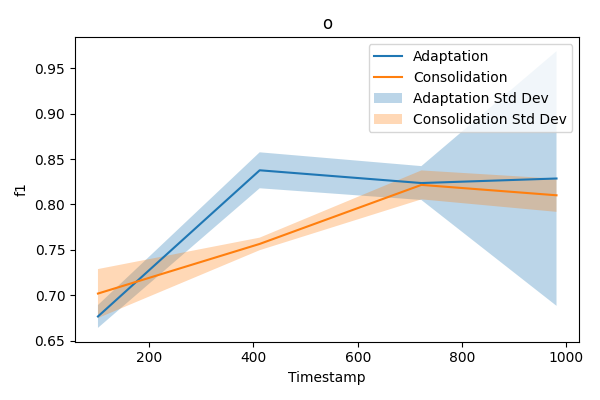 o
Adaptation
Consolidation
Adaptation Std Dev
Consolidation Std Dev
0.95
0.90
0.85
0.80
0.75
0.70
0.65
f1
200
400
600
800
1000
Timestamp